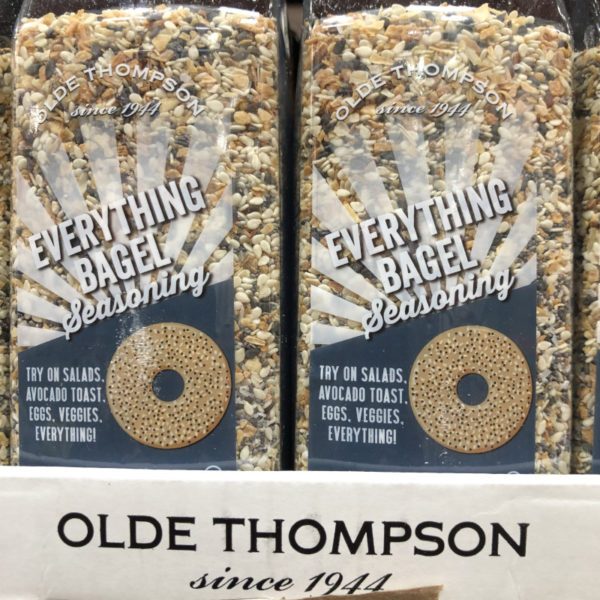 OLDE THOMPSON
since 1944
EVERYTHING
BAGEL
Seasoning
TRY ON SALADS,
AVOCADO TOAST,
EGGS, VEGGIES,
EVERYTHING!
OLDE THOMPSON
since 1944
EVERYTHING
BAGEL
Seasoning
TRY ON SALADS,
AVOCADO TOAST,
EGGS, VEGGIES,
EVERYTHING!
OLDE THOMPSON
since 1944